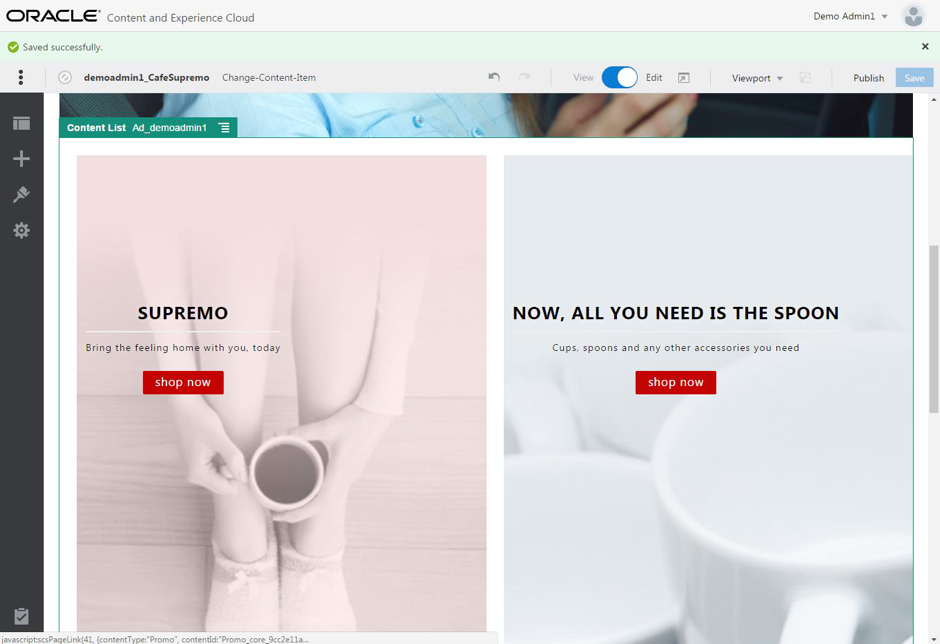 ORACLE® Content and Experience Cloud
Demo Admin1
Saved successfully.
demoadmin1_CafeSupremo Change-Content-Item View Edit Viewport Publish Save
Content List Ad_demoadmin1
SUPREMO
Bring the feeling home with you, today
shop now
NOW, ALL YOU NEED IS THE SPOON
Cups, spoons and any other accessories you need
shop now
javascript:scsPageLink(41, {contentType:"Promo", contentId:"Promo_core_9cc2e11a...